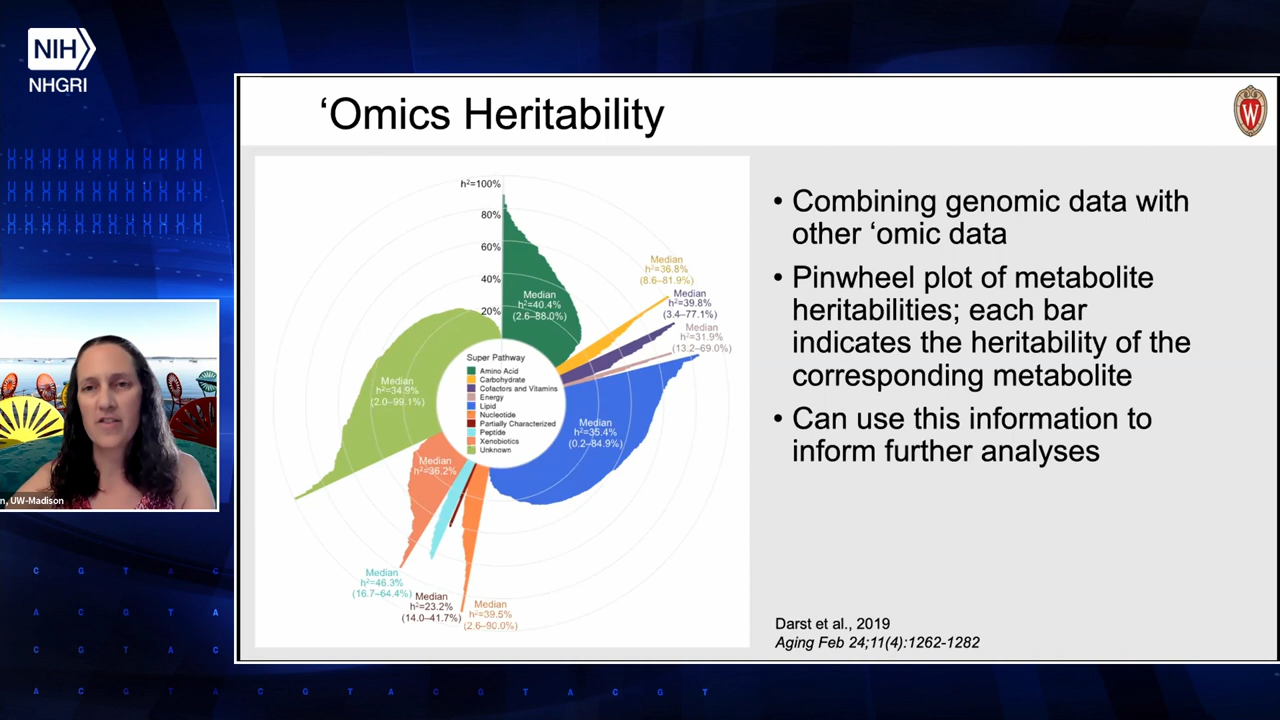 NIH
NHGRI
‘Omics Heritability
W
h²=100%
80%
60%
40%
20%
Median
h²=40.4%
(2.6–88.0%)
Median
h²=36.8%
(8.6–81.9%)
Median
h²=39.8%
(3.4–77.1%)
Median
h²=31.9%
(13.2–69.0%)
Median
h²=35.4%
(0.2–84.9%)
Median
h²=34.9%
(2.0–99.1%)
Median
h²=36.2%
Median
h²=46.3%
(16.7–64.4%)
Median
h²=23.2%
(14.0–41.7%)
Median
h²=39.5%
(2.6–90.0%)
Super Pathway
Amino Acid
Carbohydrate
Cofactors and Vitamins
Energy
Lipid
Nucleotide
Partially Characterized
Peptide
Xenobiotics
Unknown
• Combining genomic data with
other ‘omic data
• Pinwheel plot of metabolite
heritabilities; each bar
indicates the heritability of the
corresponding metabolite
• Can use this information to
inform further analyses
Darst et al., 2019
Aging Feb 24;11(4):1262-1282
n, UW-Madison
C G T A C
A C G T A
C G T A C
A C G T A C G T A C G T A C G T